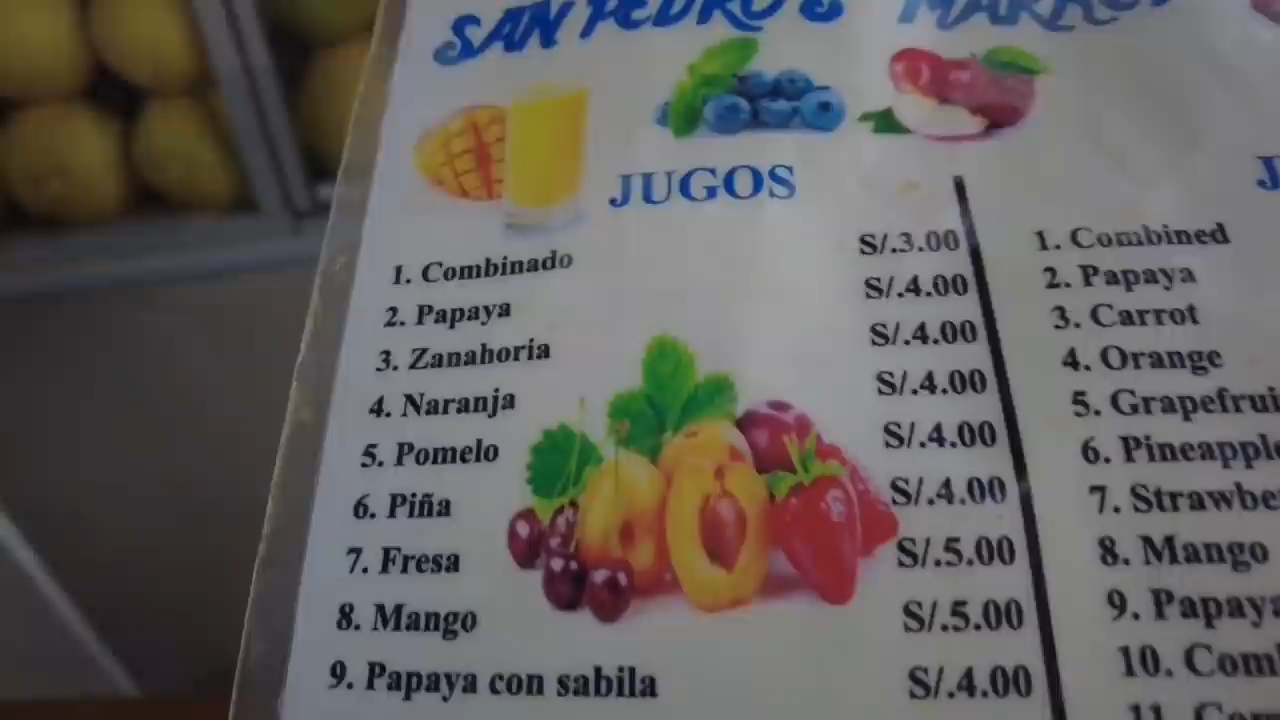 SAN PEDRO'S MARKET
JUGOS
1. Combinado S/.3.00
2. Papaya S/.4.00
3. Zanahoria S/.4.00
4. Naranja S/.4.00
5. Pomelo S/.4.00
6. Piña S/.4.00
7. Fresa S/.5.00
8. Mango S/.5.00
9. Papaya con sabila S/.4.00
J
1. Combined
2. Papaya
3. Carrot
4. Orange
5. Grapefrui
6. Pineapple
7. Strawbe
8. Mango
9. Papaya
10. Com
11.